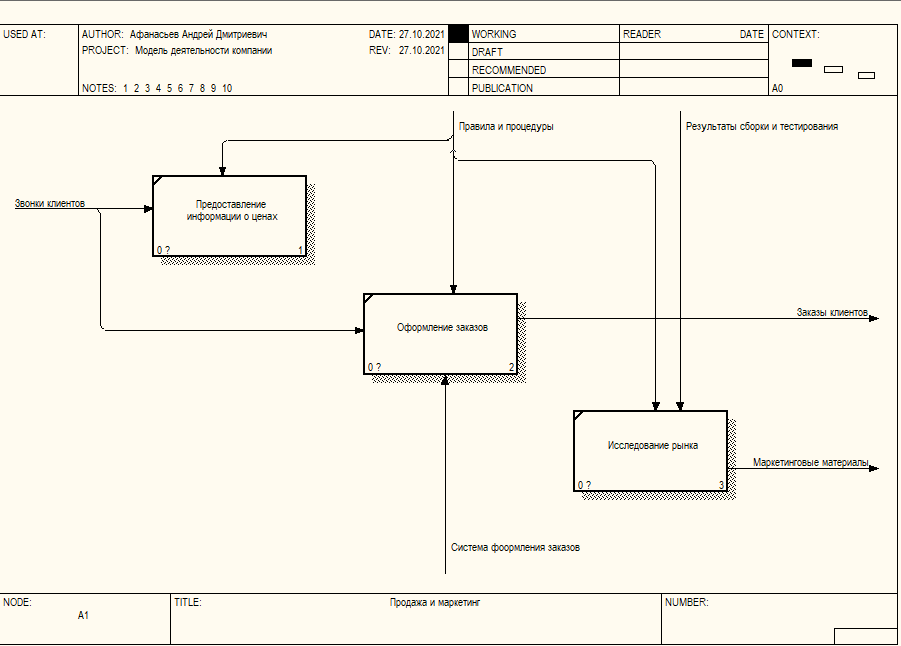 USED AT:
AUTHOR: Афанасьев Андрей Дмитриевич
DATE: 27.10.2021
PROJECT: Модель деятельности компании
REV: 27.10.2021
NOTES: 1 2 3 4 5 6 7 8 9 10
WORKING
DRAFT
RECOMMENDED
PUBLICATION
READER
DATE
CONTEXT:
A0
Правила и процедуры
Результаты сборки и тестирования
Звонки клиентов
Предоставление
информации о ценах
0 ?
1
Оформление заказов
0 ?
2
Заказы клиентов
Исследование рынка
0 ?
3
Маркетинговые материалы
Система фоормления заказов
NODE:
A1
TITLE:
Продажа и маркетинг
NUMBER: